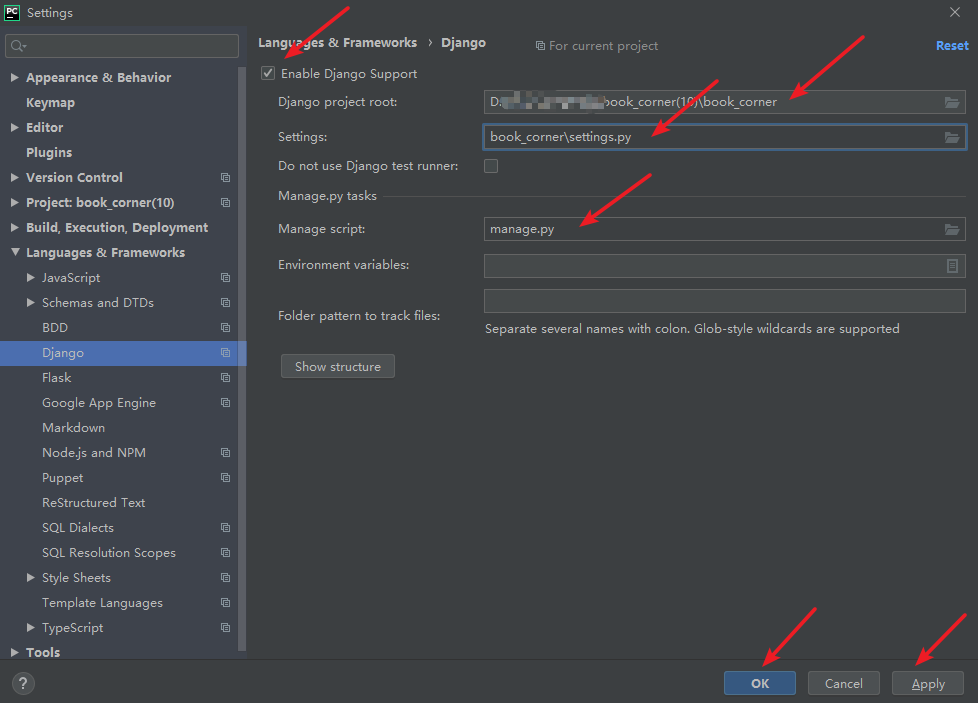 PC Settings
Languages & Frameworks › Django
For current project
Reset
Appearance & Behavior
Keymap
Editor
Plugins
Version Control
Project: book_corner(10)
Build, Execution, Deployment
Languages & Frameworks
JavaScript
Schemas and DTDs
BDD
Django
Flask
Google App Engine
Markdown
Node.js and NPM
Puppet
ReStructured Text
SQL Dialects
SQL Resolution Scopes
Style Sheets
Template Languages
TypeScript
Tools
Enable Django Support
Django project root:
D: book_corner(10)\book_corner
Settings:
book_corner\settings.py
Do not use Django test runner:
Manage.py tasks
Manage script:
manage.py
Environment variables:
Folder pattern to track files:
Separate several names with colon. Glob-style wildcards are supported
Show structure
?
OK
Cancel
Apply